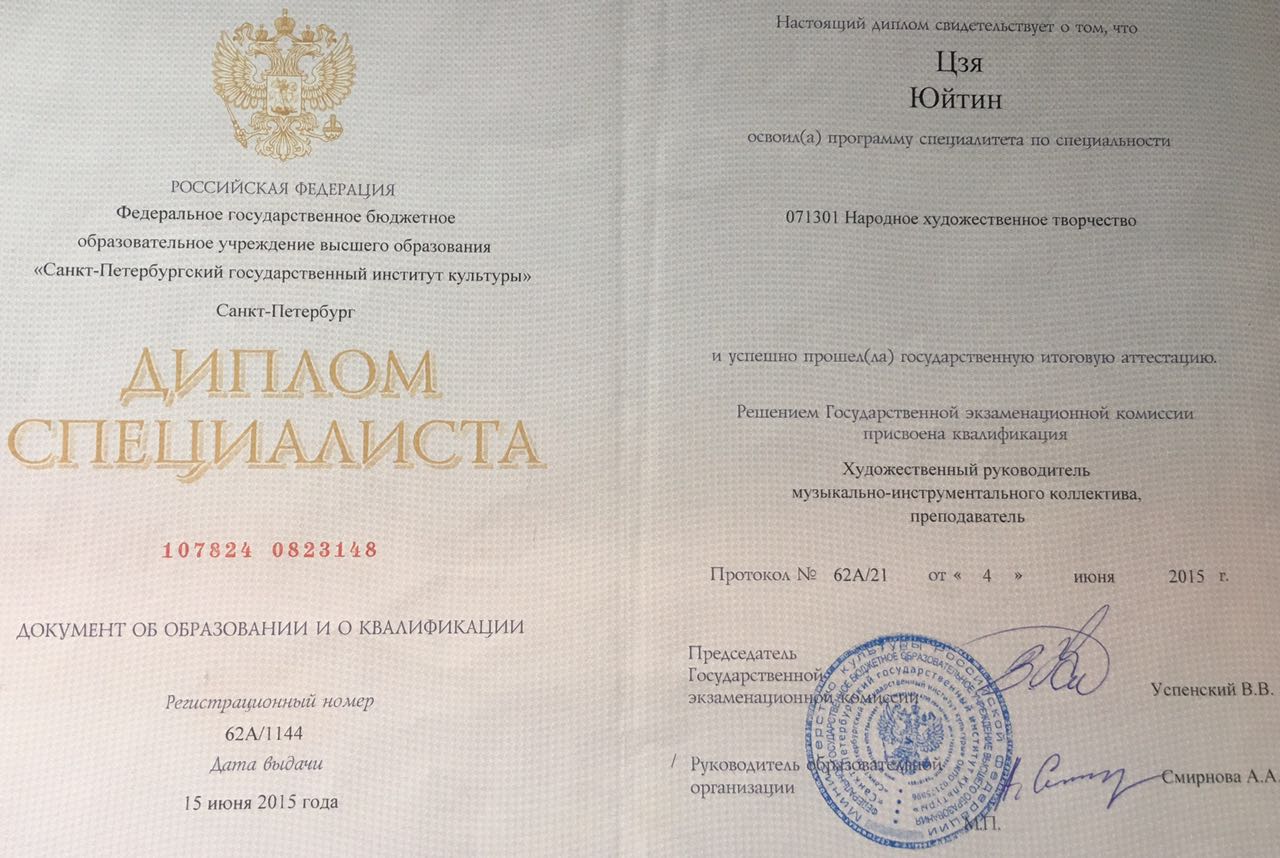 РОССИЙСКАЯ ФЕДЕРАЦИЯ
Федеральное государственное бюджетное
образовательное учреждение высшего образования
«Санкт-Петербургский государственный институт культуры»
Санкт-Петербург
ДИПЛОМ
СПЕЦИАЛИСТА
107824 0823148
ДОКУМЕНТ ОБ ОБРАЗОВАНИИ И О КВАЛИФИКАЦИИ
Регистрационный номер
62А/1144
Дата выдачи
15 июня 2015 года
Настоящий диплом свидетельствует о том, что
Цзя
Юйтин
освоил(а) программу специалитета по специальности
071301 Народное художественное творчество
и успешно прошел(ла) государственную итоговую аттестацию.
Решением Государственной экзаменационной комиссии
присвоена квалификация
Художественный руководитель
музыкально-инструментального коллектива,
преподаватель
Протокол № 62А/21 от « 4 » июня 2015 г.
Председатель
Государственной
экзаменационной комиссии
Успенский В.В.
/ Руководитель образовательной
организации
Смирнова А.А.
М.П.